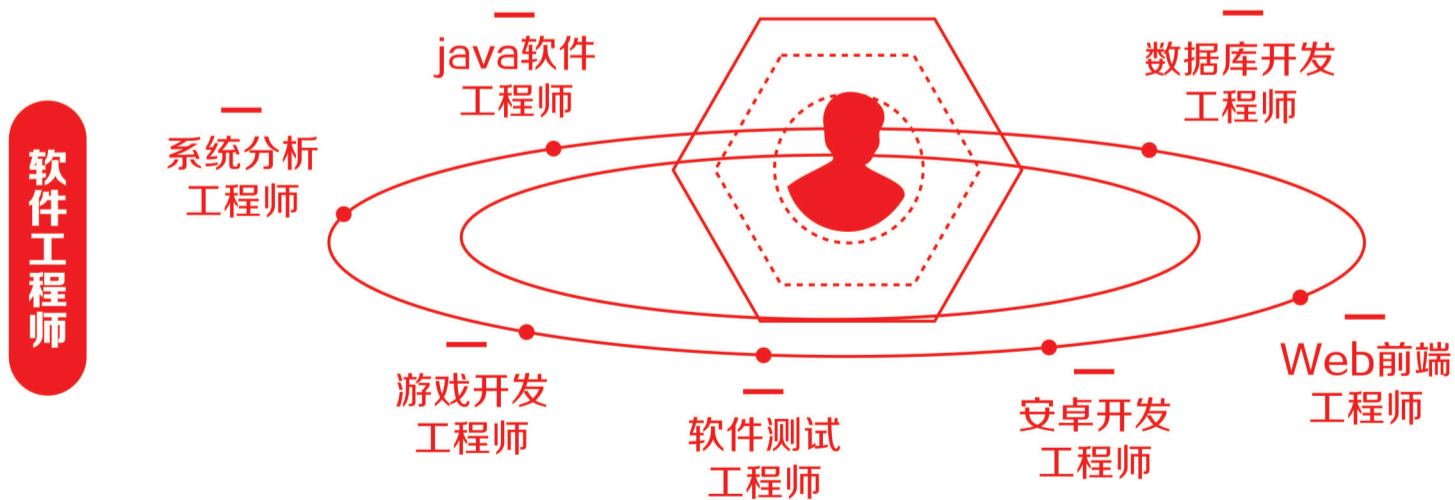 软件工程师
java软件
工程师
数据库开发
工程师
系统分析
工程师
Web前端
工程师
游戏开发
工程师
安卓开发
工程师
软件测试
工程师